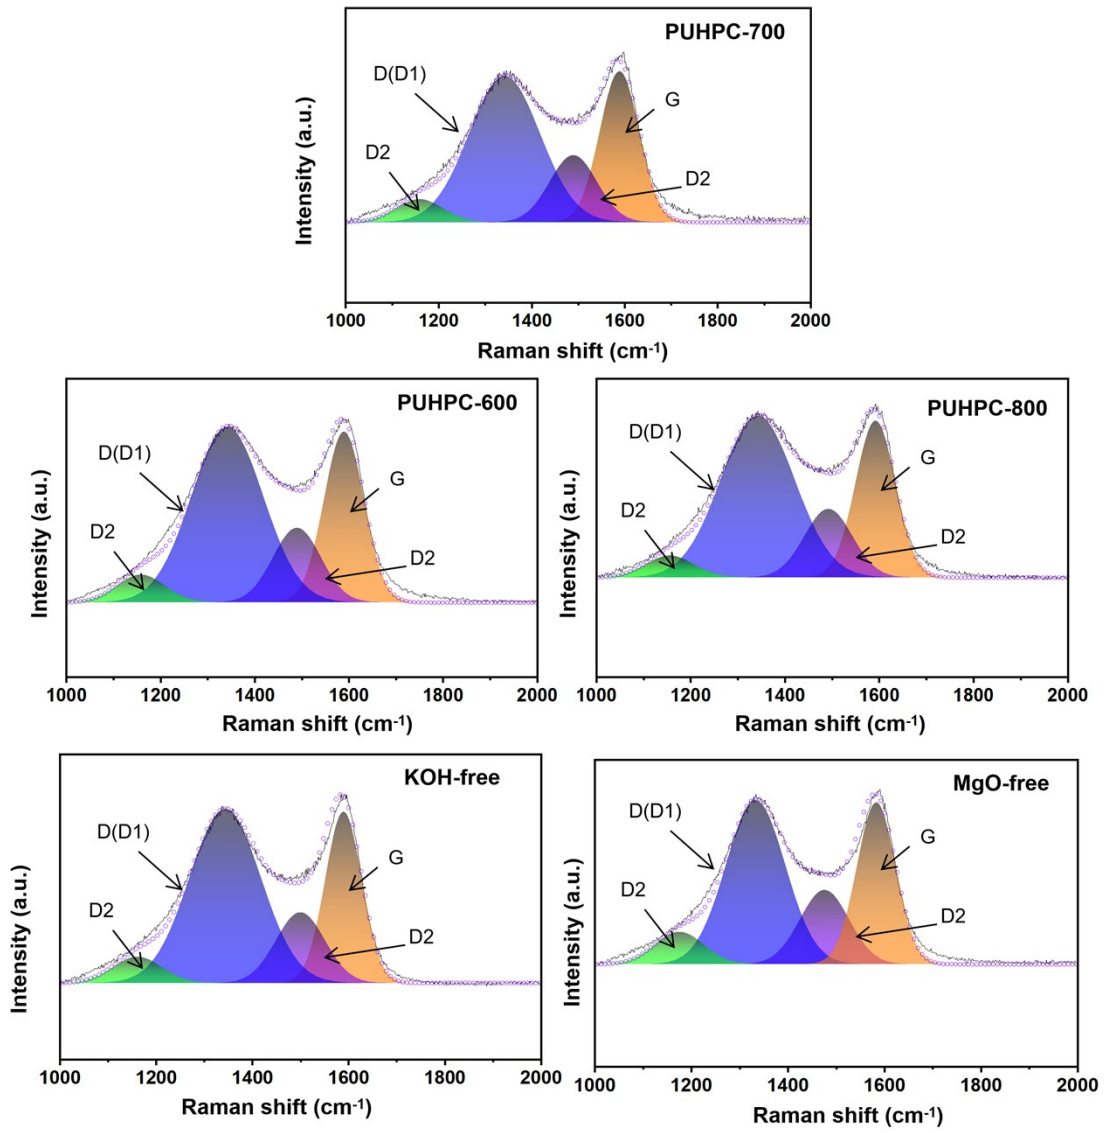 PUHPC-700
D(D1)
G
D2
D2
Intensity (a.u.)
1000 1200 1400 1600 1800 2000
Raman shift (cm-1)
PUHPC-600
D(D1)
G
D2
D2
Intensity (a.u.)
1000 1200 1400 1600 1800 2000
Raman shift (cm-1)
PUHPC-800
D(D1)
G
D2
D2
Intensity (a.u.)
1000 1200 1400 1600 1800 2000
Raman shift (cm-1)
KOH-free
D(D1)
G
D2
D2
Intensity (a.u.)
1000 1200 1400 1600 1800 2000
Raman shift (cm-1)
MgO-free
D(D1)
G
D2
D2
Intensity (a.u.)
1000 1200 1400 1600 1800 2000
Raman shift (cm-1)